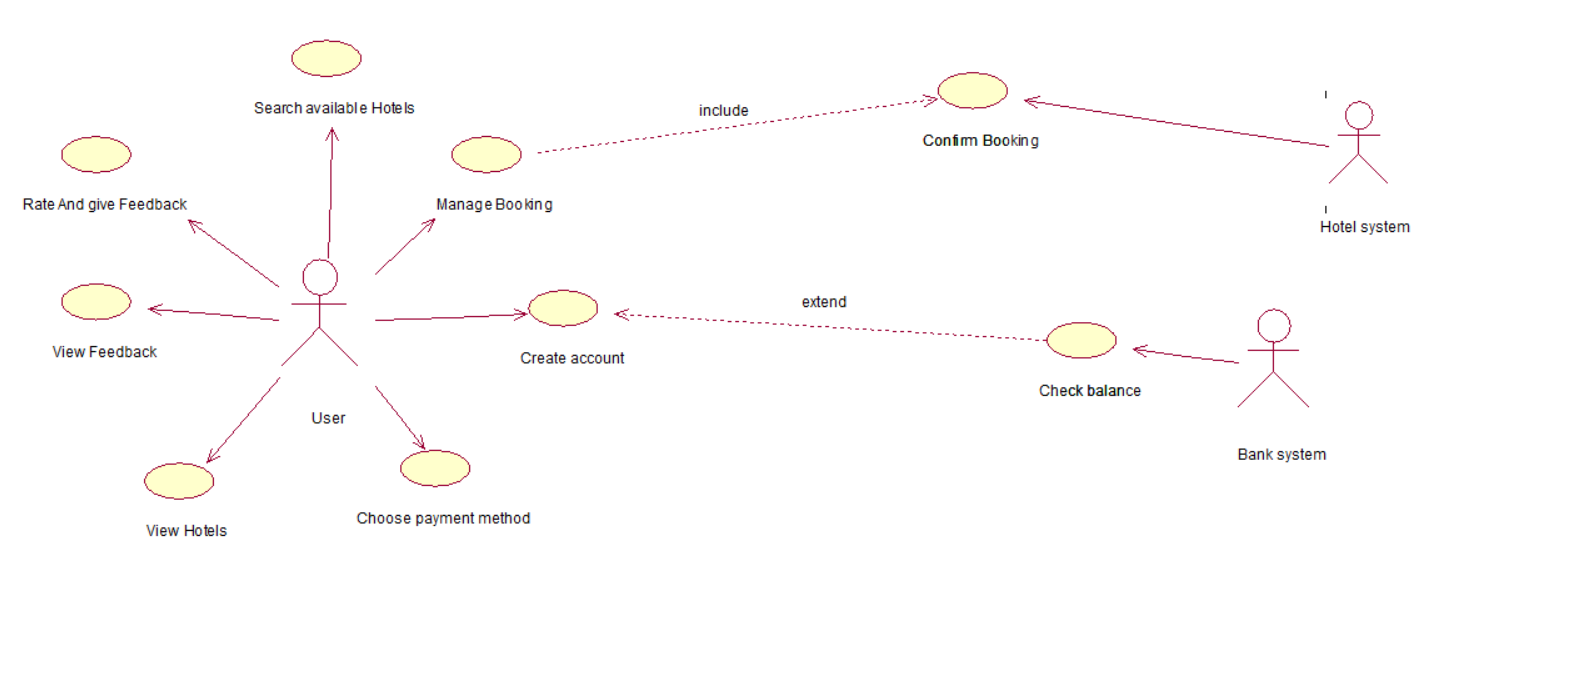 Search available Hotels
include
Confirm Booking
Rate And give Feedback
Manage Booking
Hotel system
extend
View Feedback
Create account
Check balance
User
Bank system
View Hotels
Choose payment method